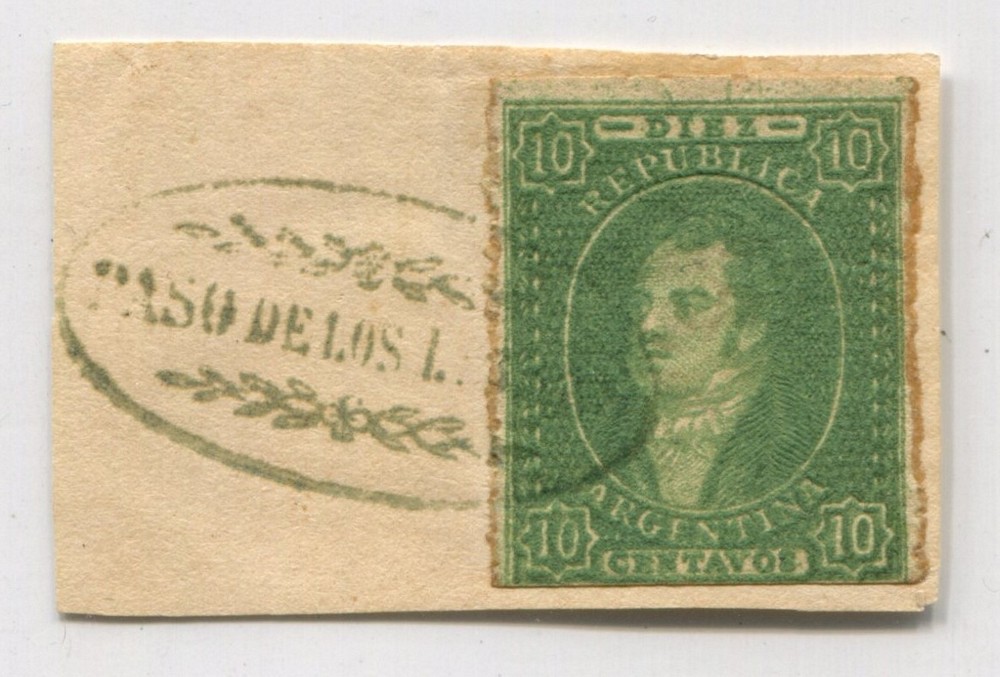 PASO DE LOS L
10 DIEZ 10
REPUBLICA
ARGENTINA
10 CENTAVOS 10